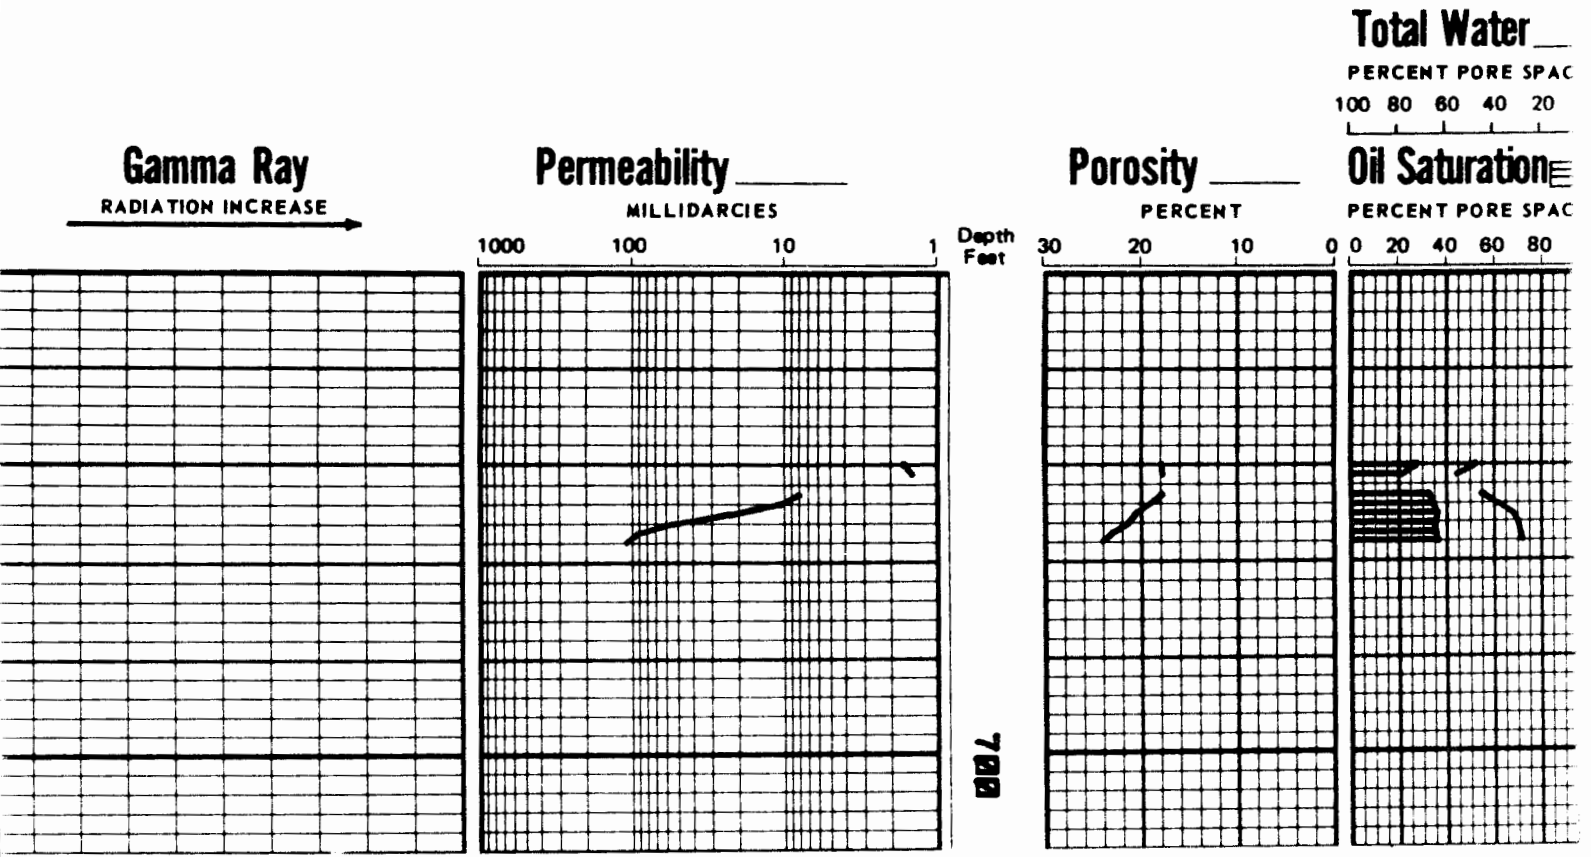 Total Water
PERCENT PORE SPAC
100 80 60 40 20
Gamma Ray
RADIATION INCREASE
Permeability
MILLIDARCIES
1000 100 10 1
Depth
Feet
Porosity
PERCENT
30 20 10 0
Oil Saturation
PERCENT PORE SPAC
0 20 40 60 80
700